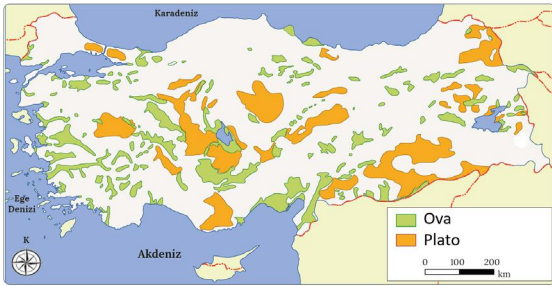 Karadeniz
Ege
Denizi
K
Akdeniz
Ova
Plato
0 100 200
km